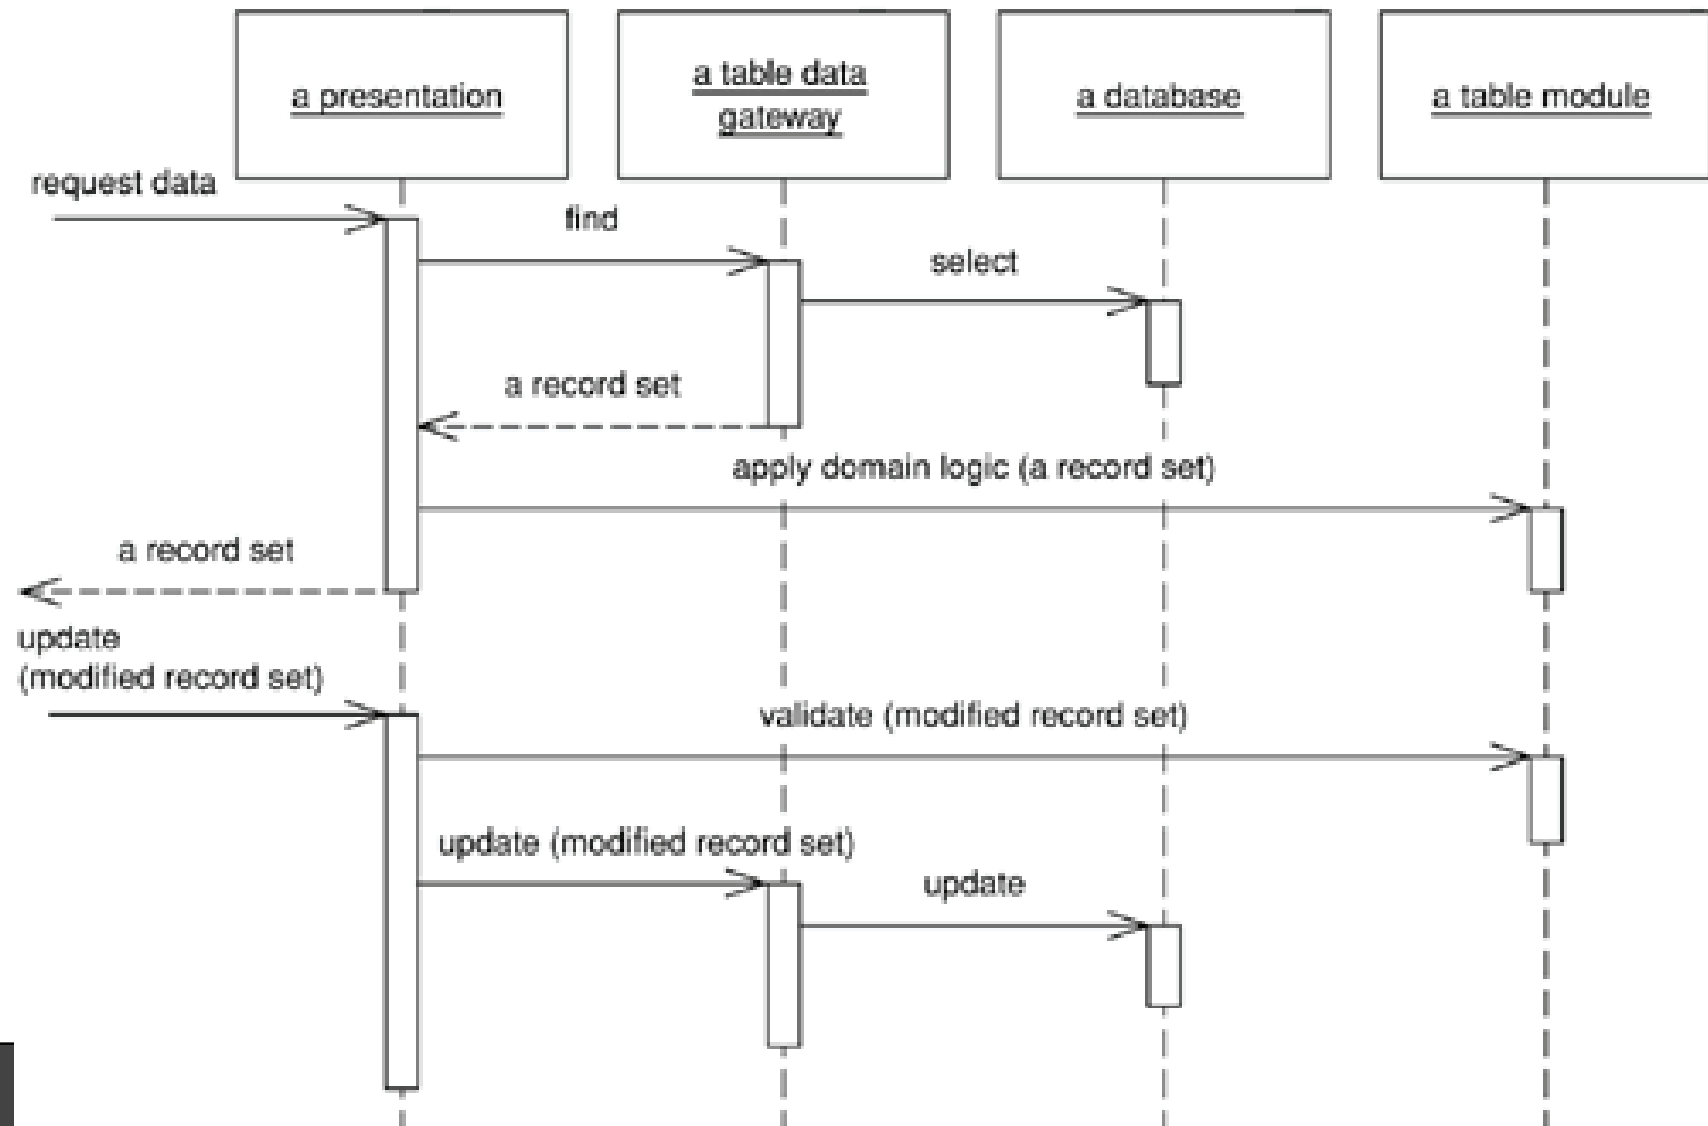 a presentation
a table data
gateway
a database
a table module
request data
find
select
a record set
apply domain logic (a record set)
a record set
update
(modified record set)
validate (modified record set)
update (modified record set)
update